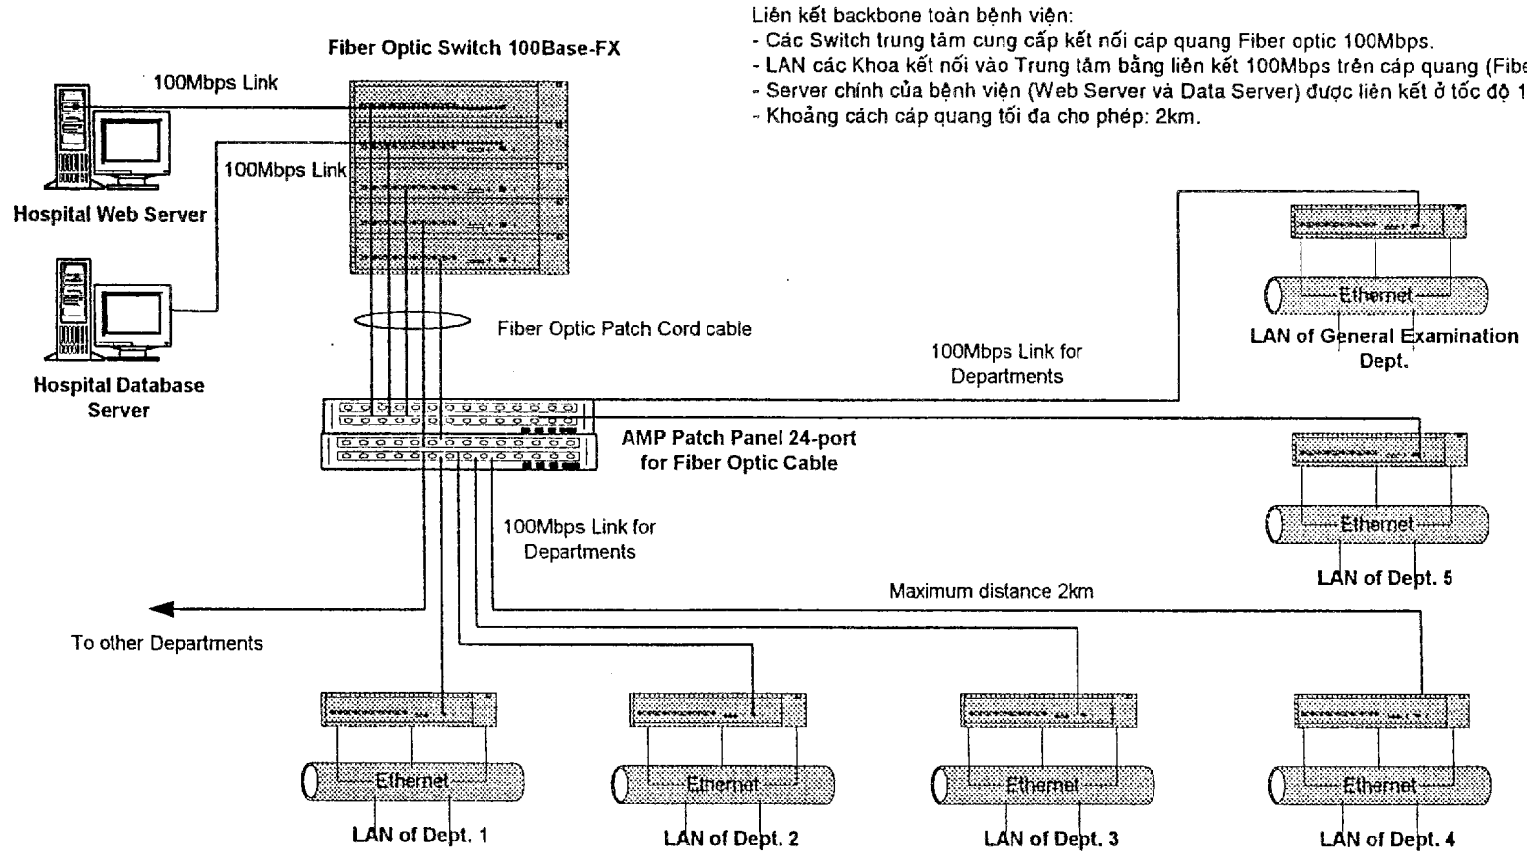 Liên kết backbone toàn bệnh viện:
- Các Switch trung tâm cung cấp kết nối cáp quang Fiber optic 100Mbps.
- LAN các Khoa kết nối vào Trung tâm bằng liên kết 100Mbps trên cáp quang (Fibe
- Server chính của bệnh viện (Web Server và Data Server) được liên kết ở tốc độ 1
- Khoảng cách cáp quang tối đa cho phép: 2km.
Fiber Optic Switch 100Base-FX
100Mbps Link
100Mbps Link
Hospital Web Server
Hospital Database
Server
Fiber Optic Patch Cord cable
100Mbps Link for
Departments
Ethernet
LAN of General Examination
Dept.
AMP Patch Panel 24-port
for Fiber Optic Cable
Ethernet
LAN of Dept. 5
100Mbps Link for
Departments
Maximum distance 2km
To other Departments
Ethernet
LAN of Dept. 1
Ethernet
LAN of Dept. 2
Ethernet
LAN of Dept. 3
Ethernet
LAN of Dept. 4